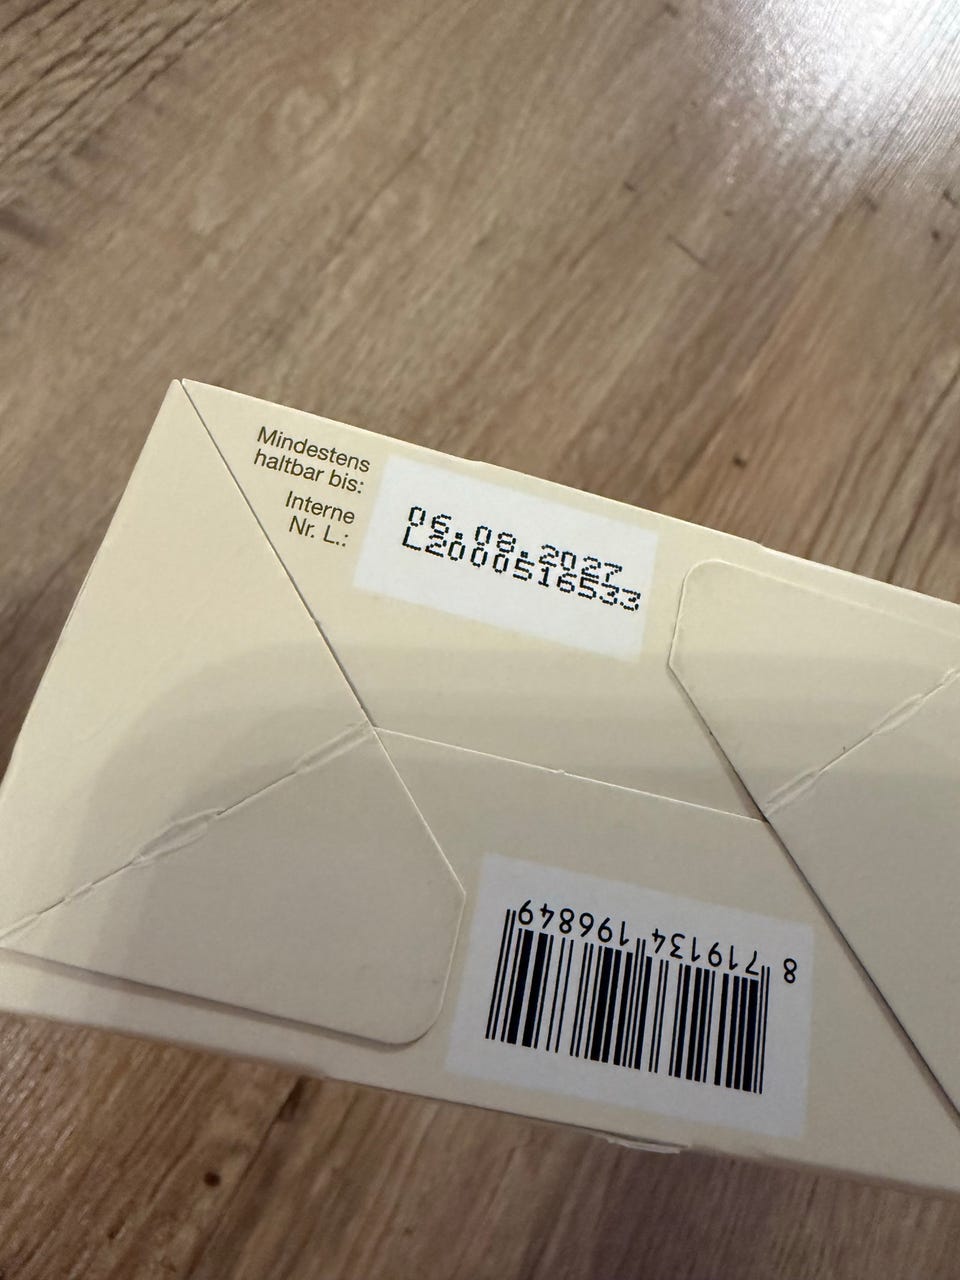 Mindestens
haltbar bis:
Interne
Nr. L.:
06.08.2027
L2000516533
8 719134 196849